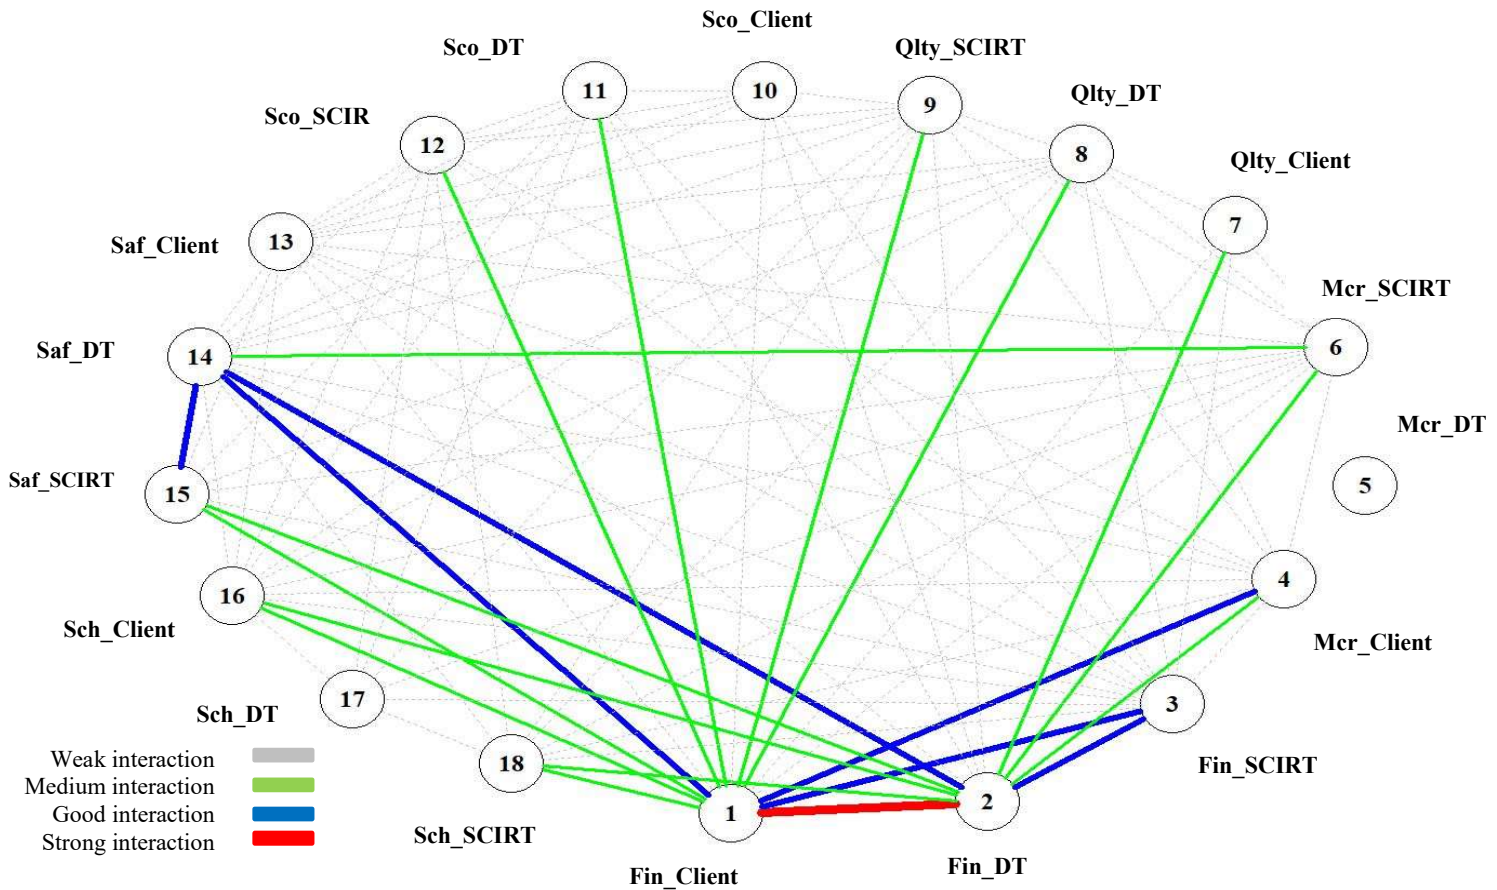 Sco_Client
Sco_DT
Qlty_SCIRT
Qlty_DT
Sco_SCIR
Qlty_Client
Saf_Client
Mcr_SCIRT
Saf_DT
Mcr_DT
Saf_SCIRT
Mcr_Client
Sch_Client
Fin_SCIRT
Sch_DT
Sch_SCIRT
Fin_DT
Fin_Client
10
11
9
12
8
7
13
6
14
5
15
4
16
17
3
18
2
1
Weak interaction
Medium interaction
Good interaction
Strong interaction